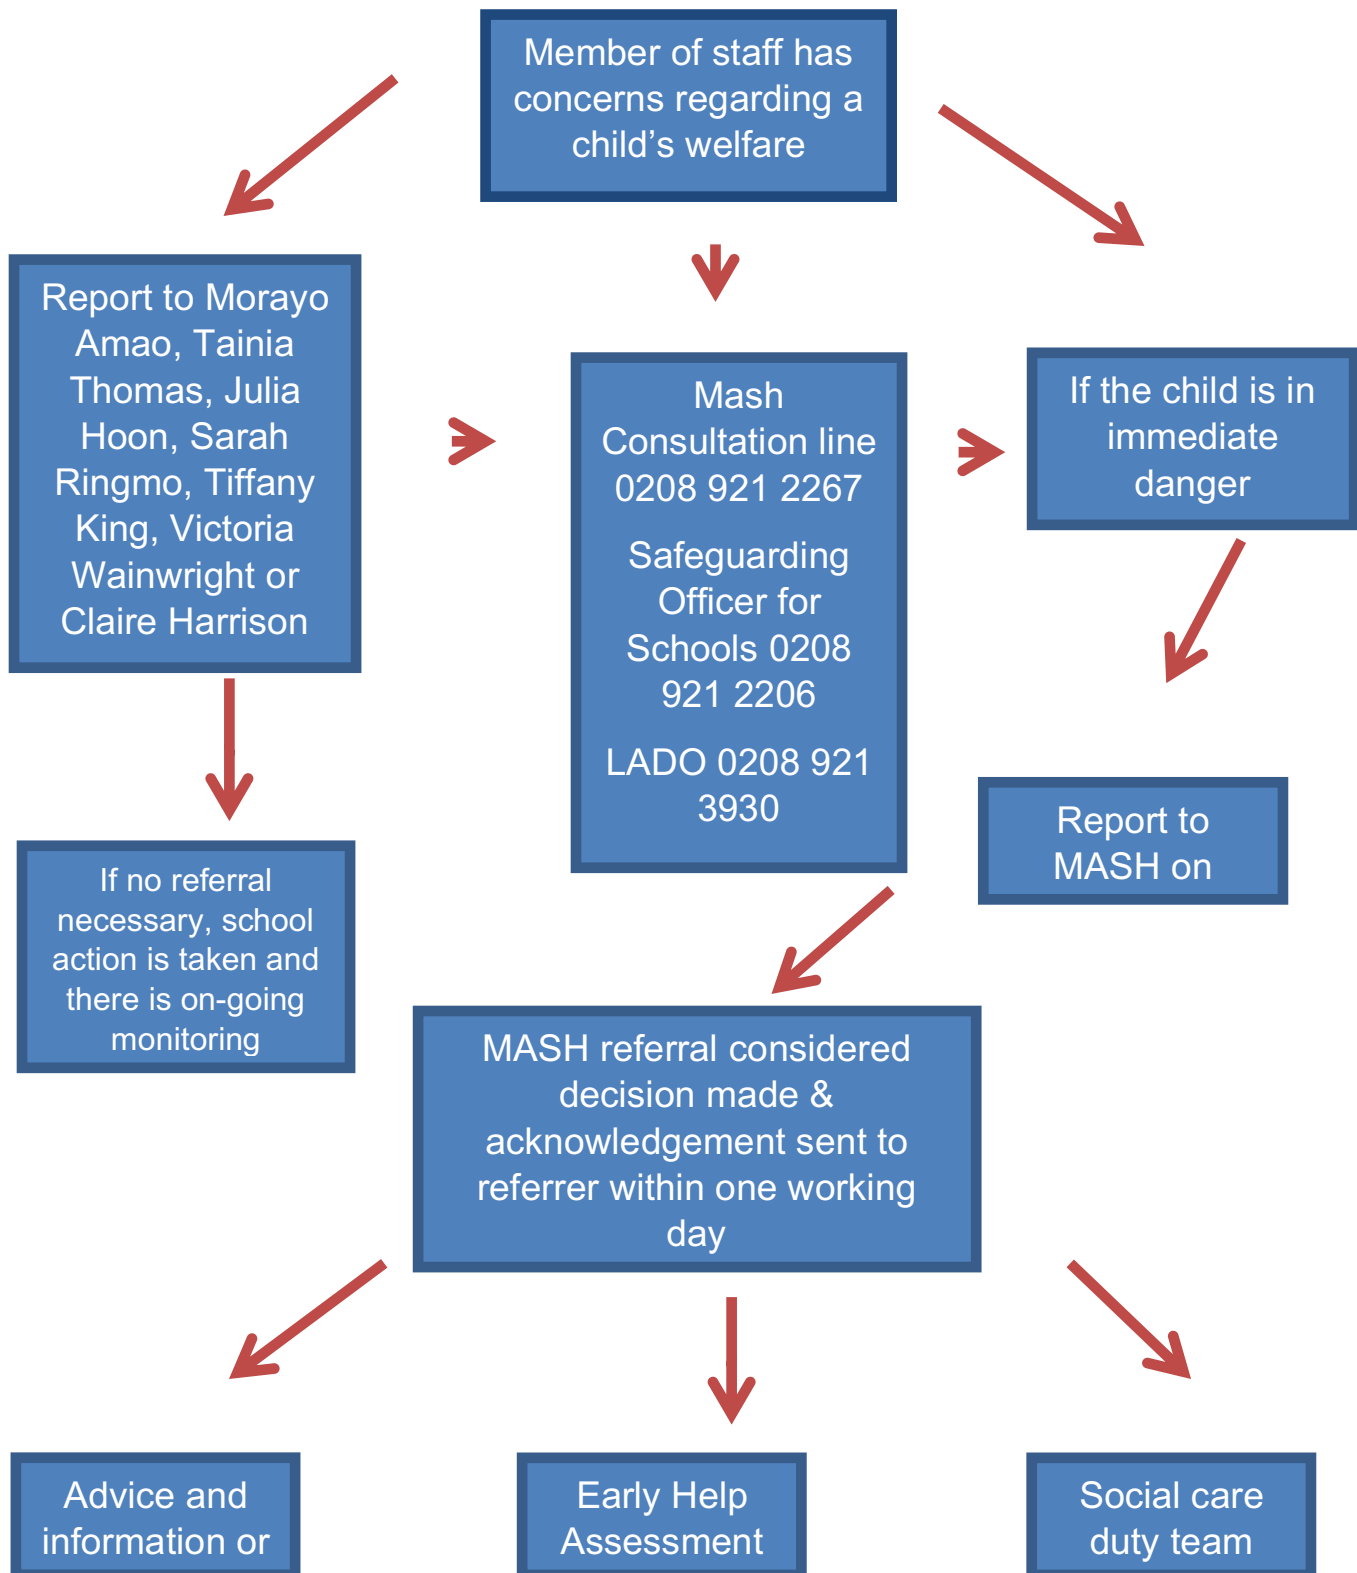 Member of staff has
concerns regarding a
child’s welfare
Report to Morayo
Amao, Tainia
Thomas, Julia
Hoon, Sarah
Ringmo, Tiffany
King, Victoria
Wainwright or
Claire Harrison
Mash
Consultation line
0208 921 2267
Safeguarding
Officer for
Schools 0208
921 2206
LADO 0208 921
3930
If the child is in
immediate
danger
Report to
MASH on
If no referral
necessary, school
action is taken and
there is on-going
monitoring
MASH referral considered
decision made &
acknowledgement sent to
referrer within one working
day
Advice and
information or
Early Help
Assessment
Social care
duty team